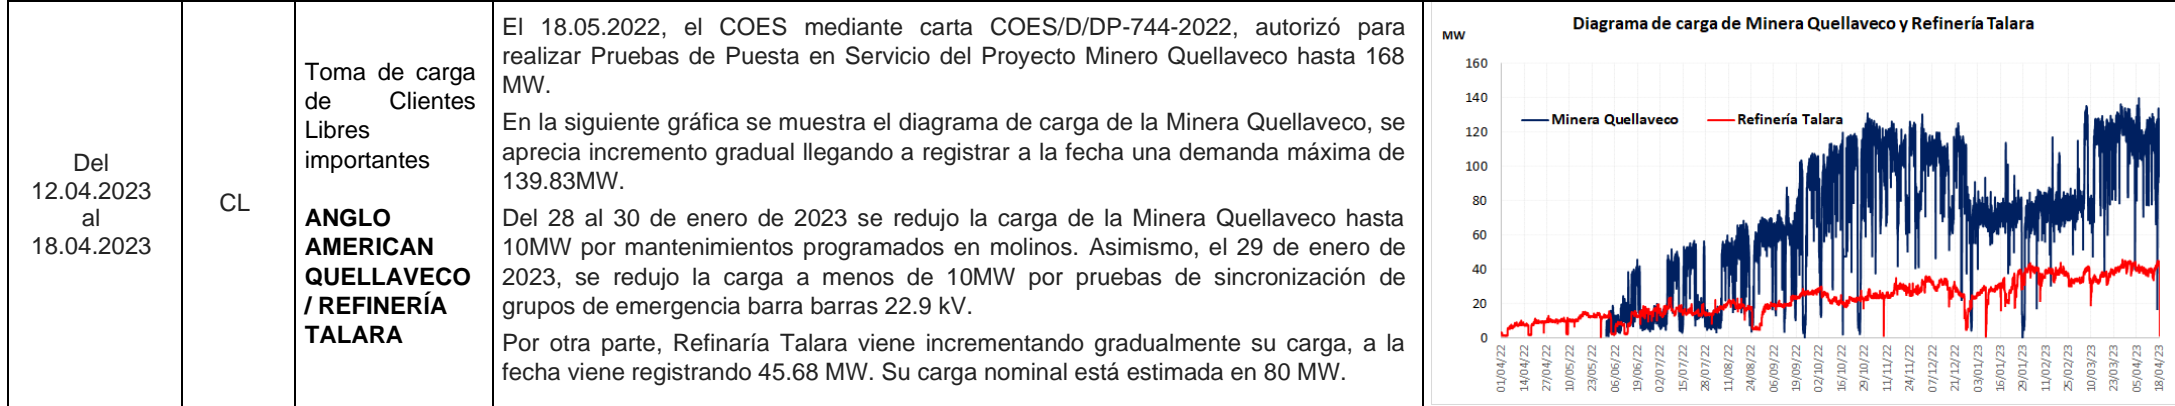 Del
12.04.2023
al
18.04.2023
CL
Toma de carga
de Clientes
Libres
importantes
ANGLO
AMERICAN
QUELLAVECO
/ REFINERÍA
TALARA
El 18.05.2022, el COES mediante carta COES/D/DP-744-2022, autorizó para
realizar Pruebas de Puesta en Servicio del Proyecto Minero Quellaveco hasta 168
MW.
En la siguiente gráfica se muestra el diagrama de carga de la Minera Quellaveco, se
aprecia incremento gradual llegando a registrar a la fecha una demanda máxima de
139.83MW.
Del 28 al 30 de enero de 2023 se redujo la carga de la Minera Quellaveco hasta
10MW por mantenimientos programados en molinos. Asimismo, el 29 de enero de
2023, se redujo la carga a menos de 10MW por pruebas de sincronización de
grupos de emergencia barra barras 22.9 kV.
Por otra parte, Refinaría Talara viene incrementando gradualmente su carga, a la
fecha viene registrando 45.68 MW. Su carga nominal está estimada en 80 MW.
Diagrama de carga de Minera Quellaveco y Refinería Talara
MW
160
140
120
100
80
60
40
20
0
Minera Quellaveco
Refinería Talara
01/04/22
14/04/22
27/04/22
10/05/22
23/05/22
06/06/22
19/06/22
02/07/22
15/07/22
28/07/22
11/08/22
24/08/22
06/09/22
19/09/22
02/10/22
16/10/22
29/10/22
11/11/22
24/11/22
07/12/22
21/12/22
03/01/23
16/01/23
29/01/23
12/02/23
25/02/23
10/03/23
23/03/23
05/04/23
18/04/23